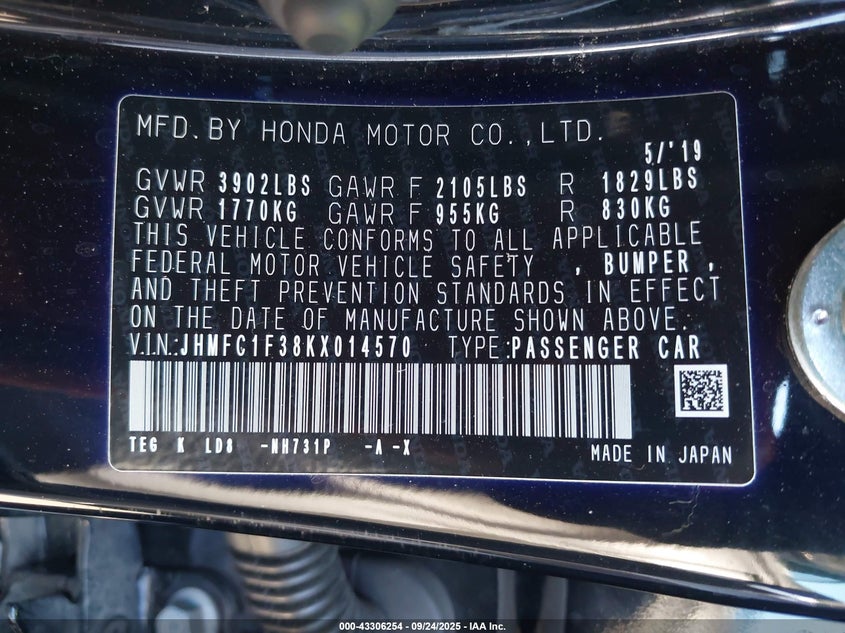 MFD. BY HONDA MOTOR CO.,LTD.
5/'19
GVWR 3902LBS GAWR F 2105LBS R 1829LBS
GVWR 1770KG GAWR F 955KG R 830KG
THIS VEHICLE CONFORMS TO ALL APPLICABLE
FEDERAL MOTOR VEHICLE SAFETY , BUMPER ,
AND THEFT PREVENTION STANDARDS IN EFFECT
ON THE DATE OF MANUFACTURE SHOWN ABOVE.
V.I.N:JHMFC1F38KX014570 TYPE:PASSENGER CAR
TEG K LD8 -NH731P -A -X
MADE IN JAPAN
000-43306254 - 09/24/2025 - IAA Inc.